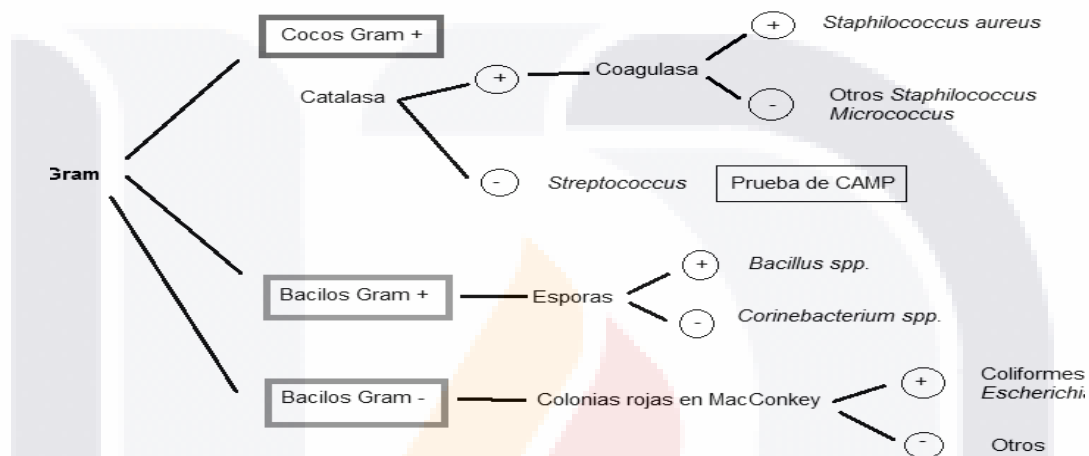 Cocos Gram +
+
Staphilococcus aureus
Catalasa
+
Coagulasa
-
Otros Staphilococcus
Micrococcus
Gram
-
Streptococcus
Prueba de CAMP
Bacilos Gram +
Esporas
+
Bacillus spp.
-
Corinebacterium spp.
Bacilos Gram -
Colonias rojas en MacConkey
+
Coliformes
Escherichia
-
Otros